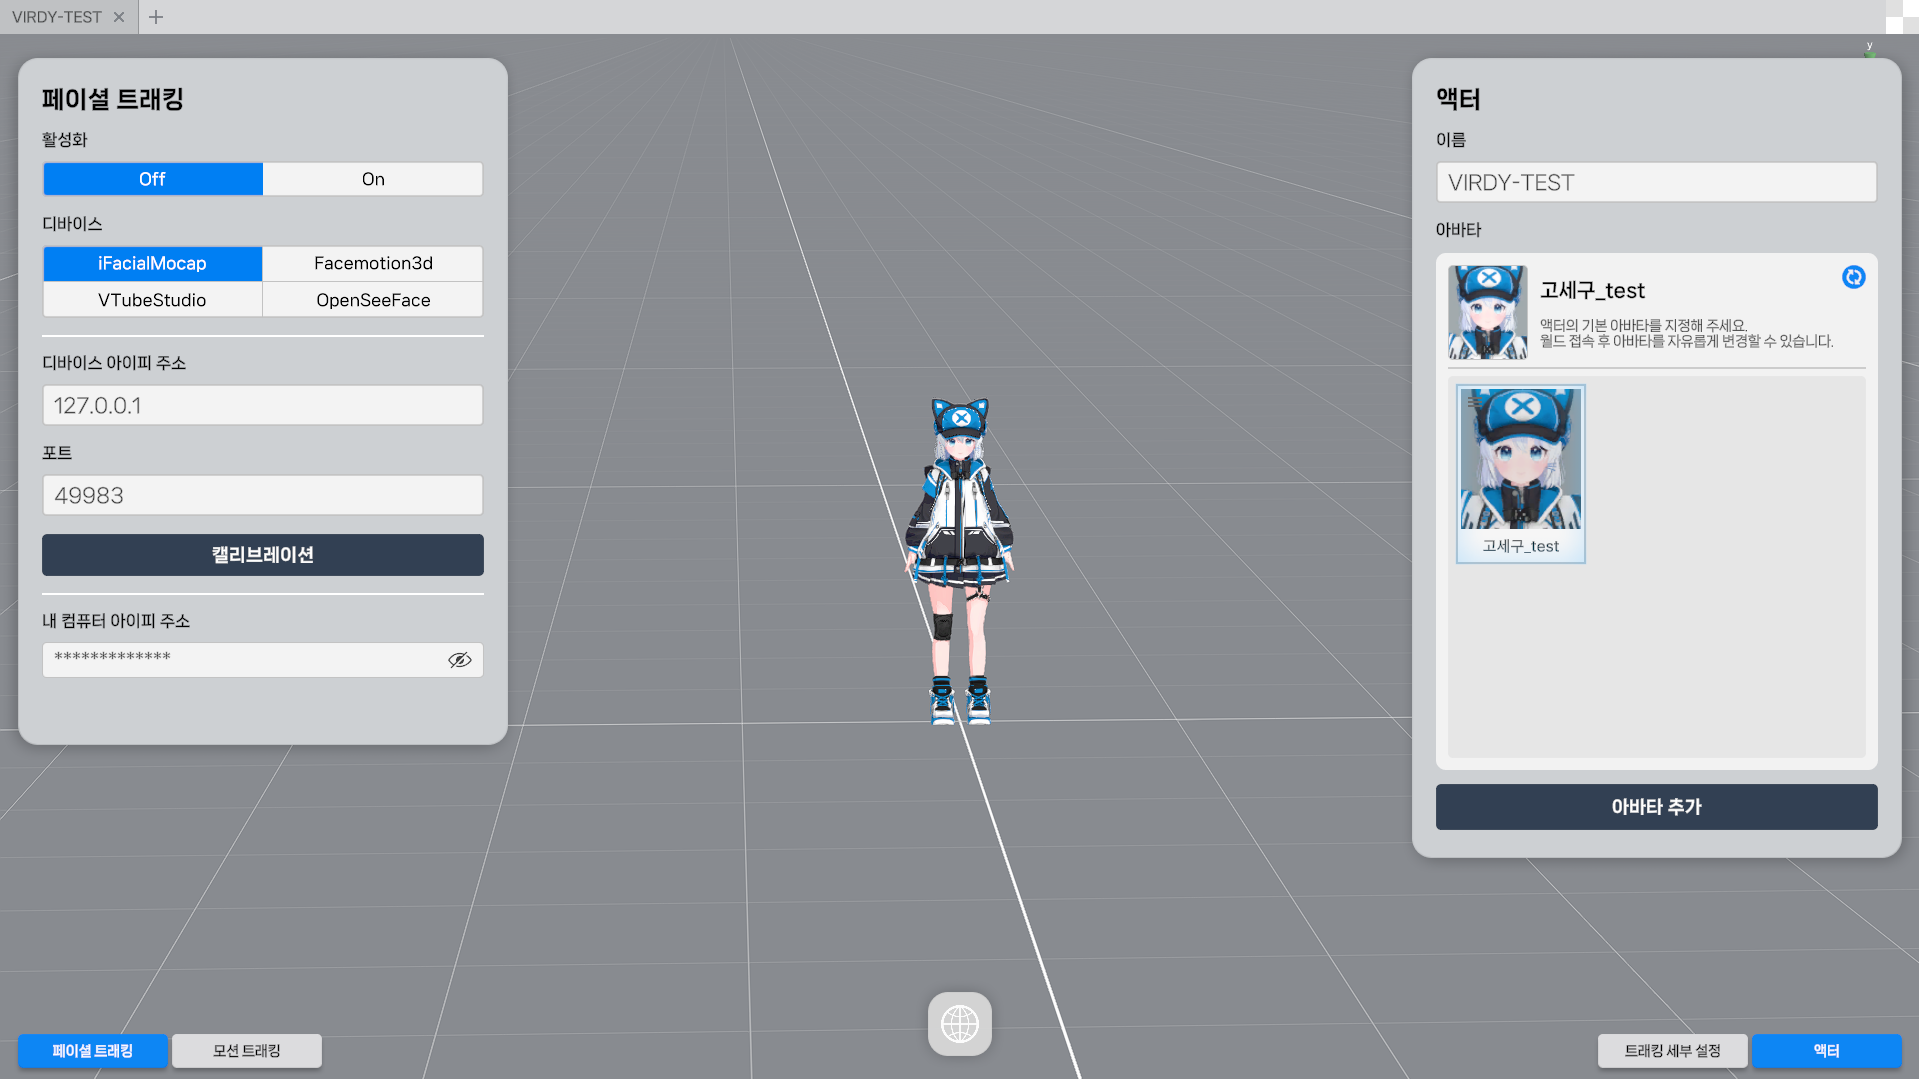 VIRDY-TEST
y
페이셜 트래킹
활성화
Off
On
디바이스
iFacialMocap
Facemotion3d
VTubeStudio
OpenSeeFace
디바이스 아이피 주소
127.0.0.1
포트
49983
캘리브레이션
내 컴퓨터 아이피 주소
*************
액터
이름
VIRDY-TEST
아바타
고세구_test
액터의 기본 아바타를 지정해 주세요.
월드 접속 후 아바타를 자유롭게 변경할 수 있습니다.
고세구_test
아바타 추가
페이셜 트래킹
모션 트래킹
트래킹 세부 설정
액터